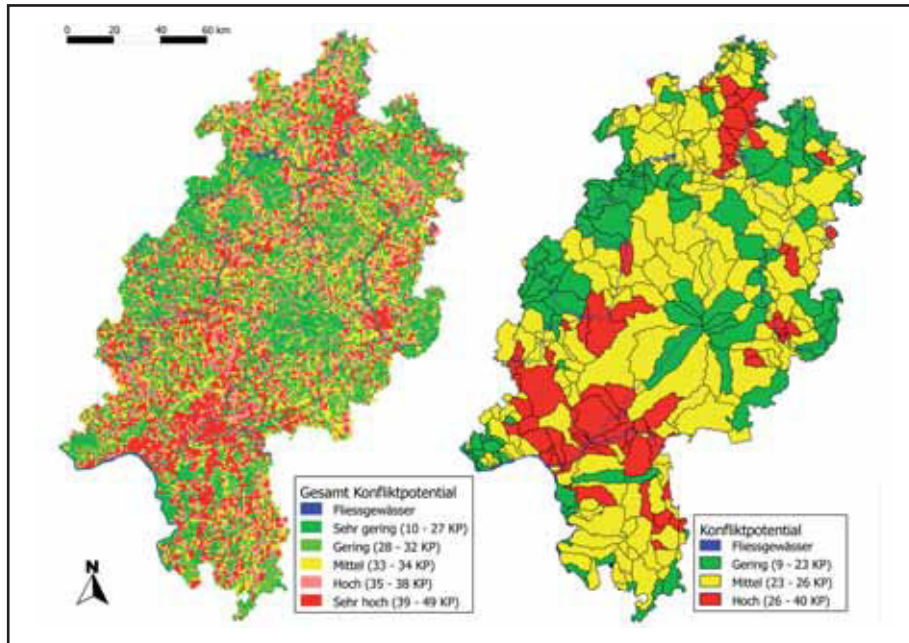 0 20 40 60 km
Gesamt Konfliktpotential
Fliessgewässer
Sehr gering (10 - 27 KP)
Gering (28 - 32 KP)
Mittel (33 - 34 KP)
Hoch (35 - 38 KP)
Sehr hoch (39 - 49 KP)
N
Konfliktpotential
Fliessgewässer
Gering (9 - 23 KP)
Mittel (23 - 26 KP)
Hoch (26 - 40 KP)